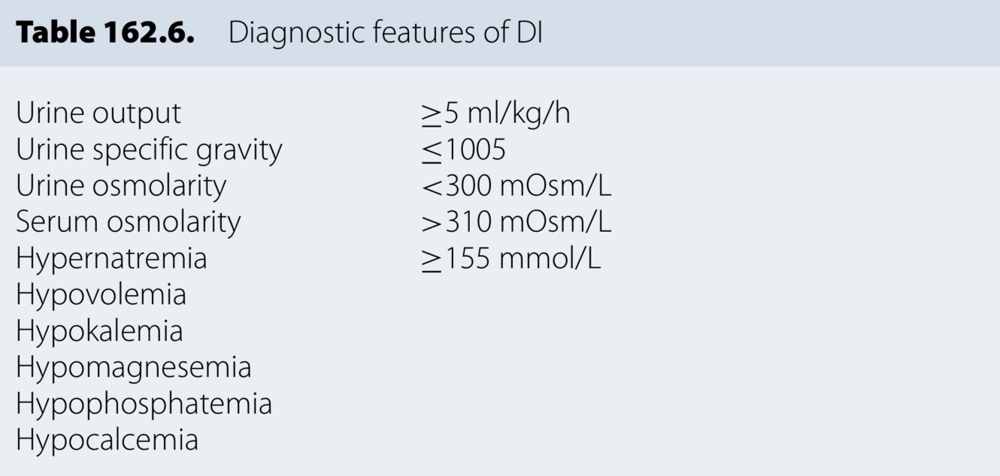 Table 162.6. Diagnostic features of DI
Urine output ≥5 ml/kg/h
Urine specific gravity ≤1005
Urine osmolarity <300 mOsm/L
Serum osmolarity >310 mOsm/L
Hypernatremia ≥155 mmol/L
Hypovolemia
Hypokalemia
Hypomagnesemia
Hypophosphatemia
Hypocalcemia